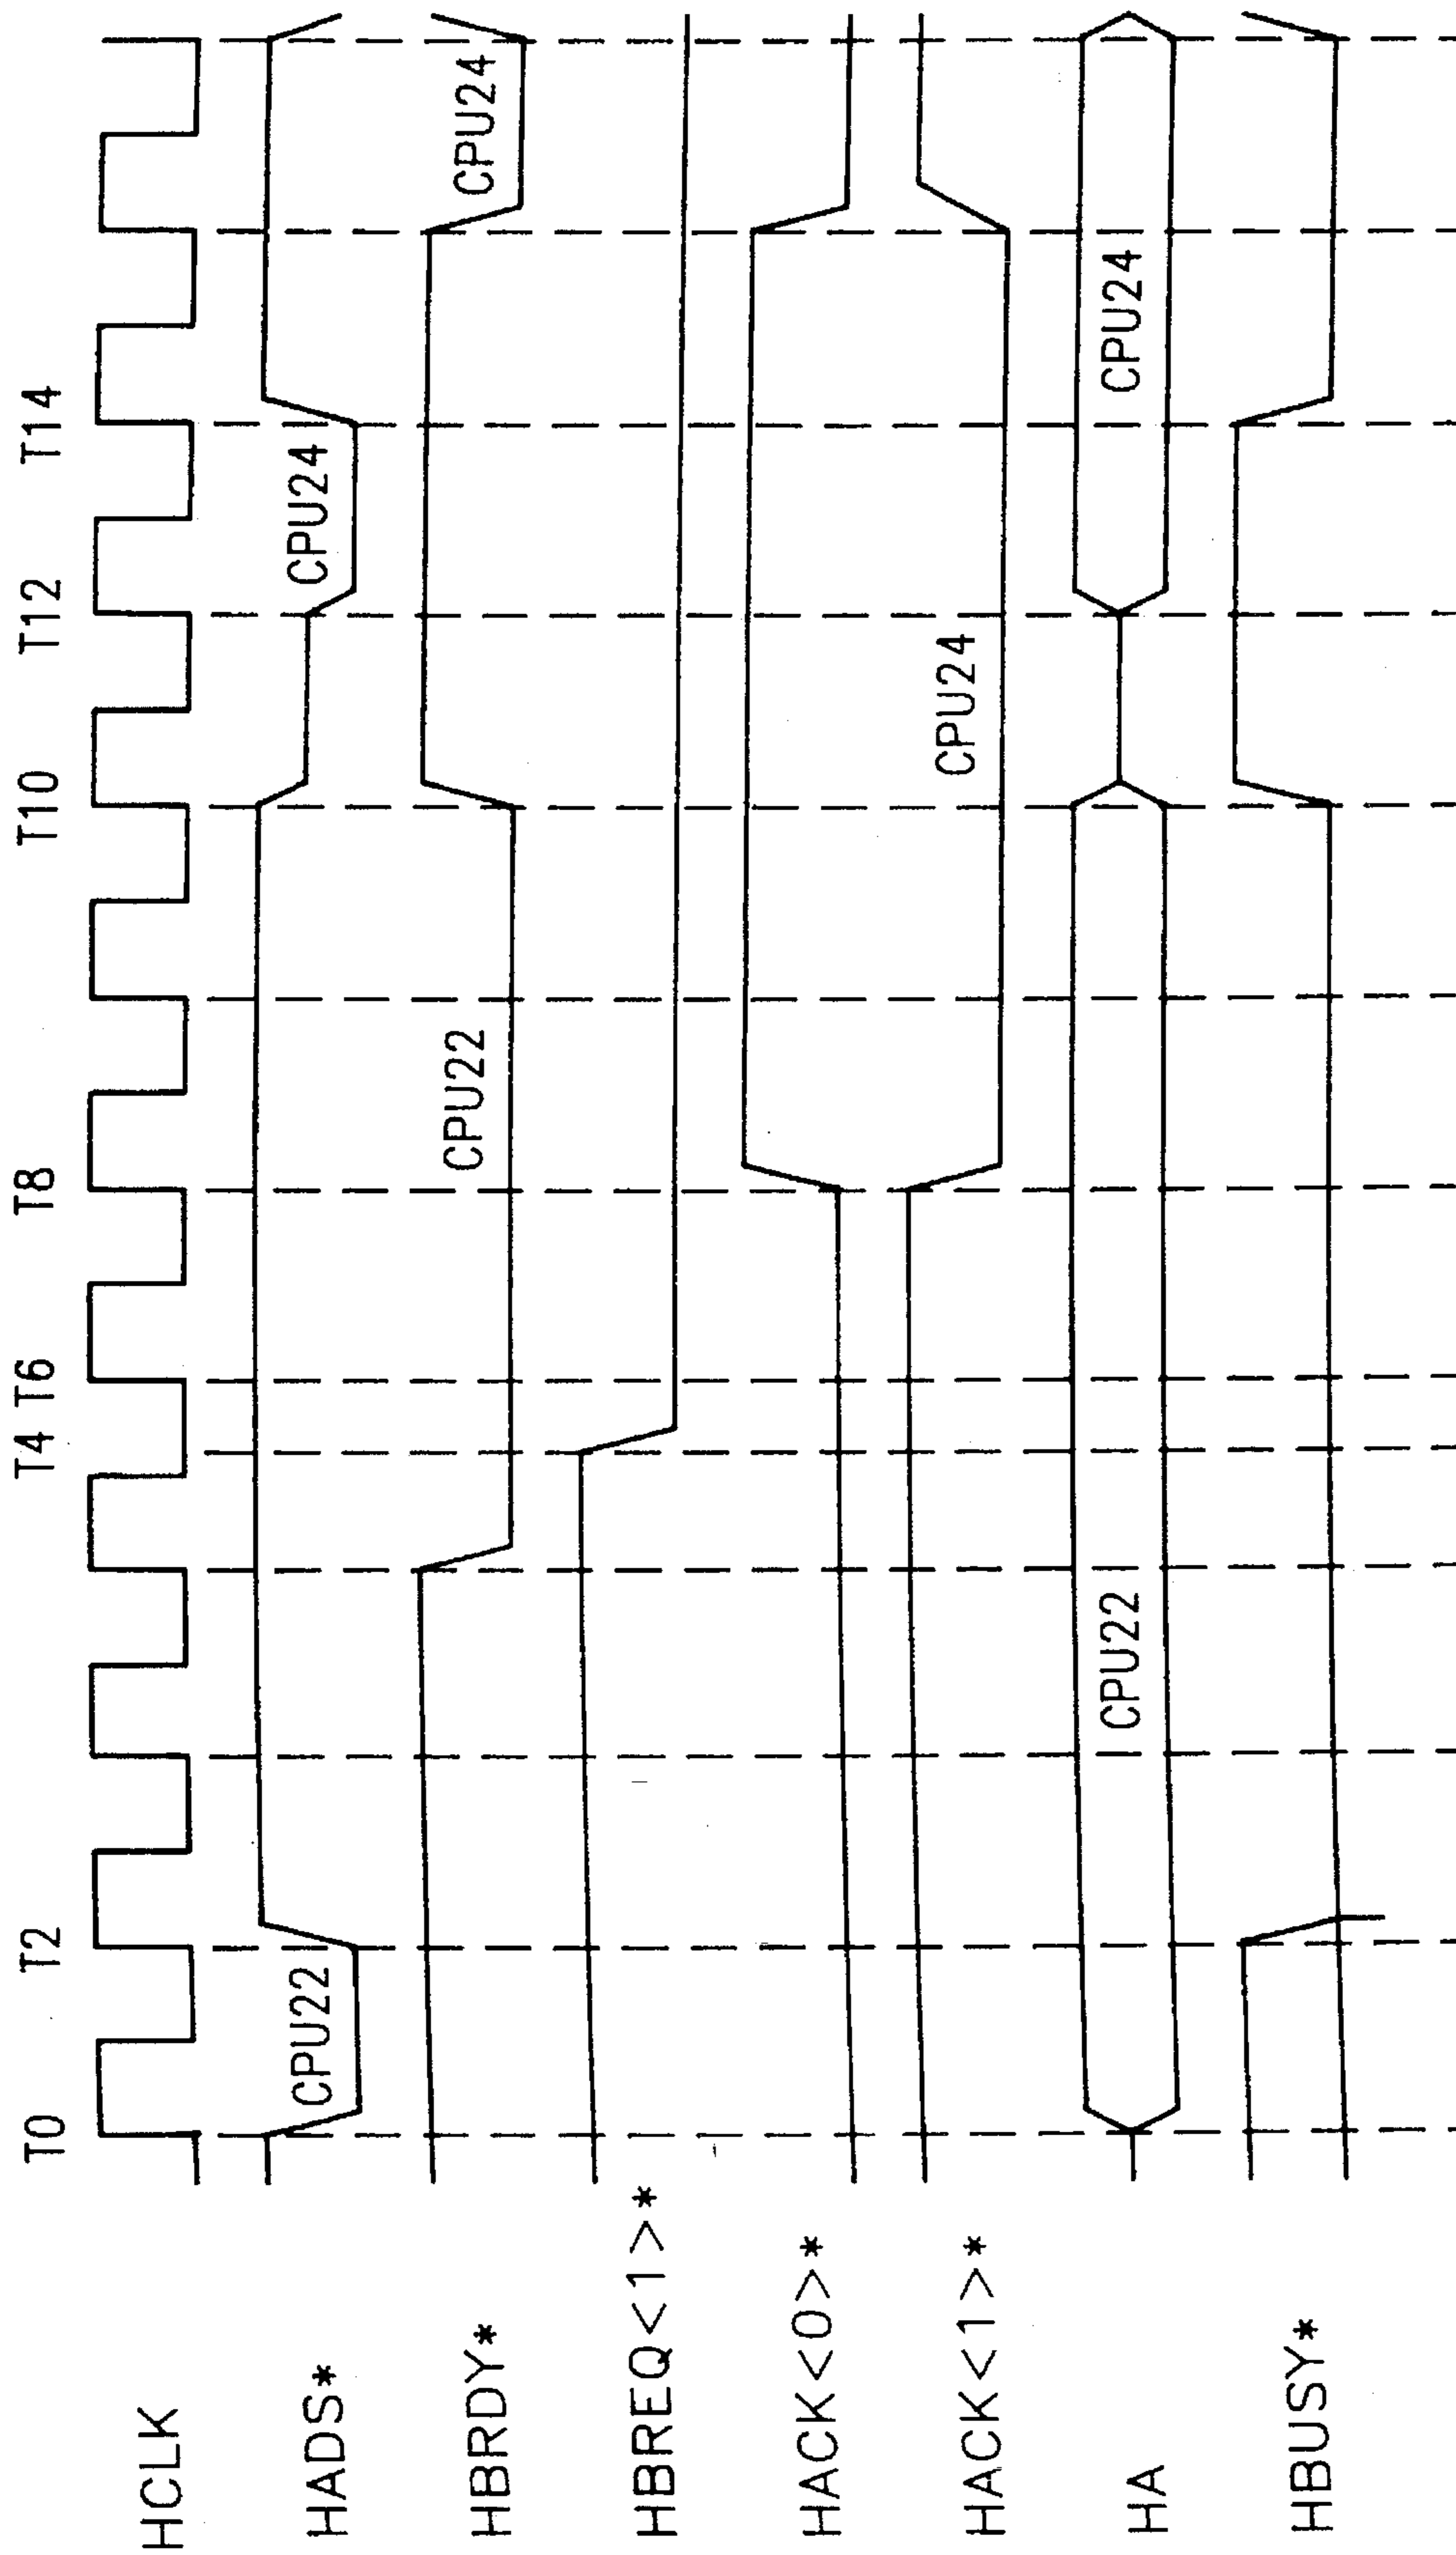 T0 T2 T4 T6 T8 T10 T12 T14
HCLK
HADS* CPU22 CPU24
HBRDY* CPU22 CPU24
HBREQ<1>*
HACK<0>*
HACK<1>* CPU24
HA CPU22 CPU24
HBUSY*